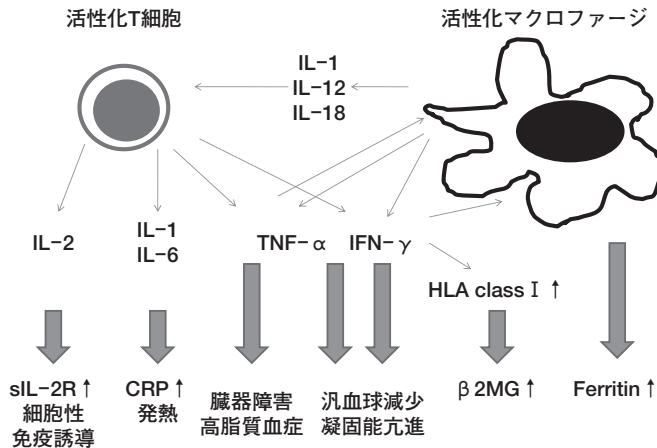 活性化T細胞
活性化マクロファージ
IL-1
IL-12
IL-18
IL-2
IL-1
IL-6
TNF-α
IFN-γ
HLA class Ⅰ ↑
sIL-2R ↑
細胞性
免疫誘導
CRP ↑
発熱
臓器障害
高脂質血症
汎血球減少
凝固能亢進
β2MG ↑
Ferritin ↑